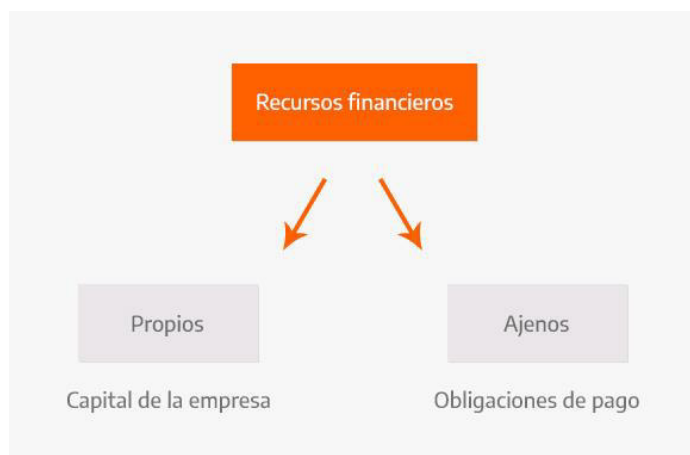 Recursos financieros
Propios
Ajenos
Capital de la empresa
Obligaciones de pago